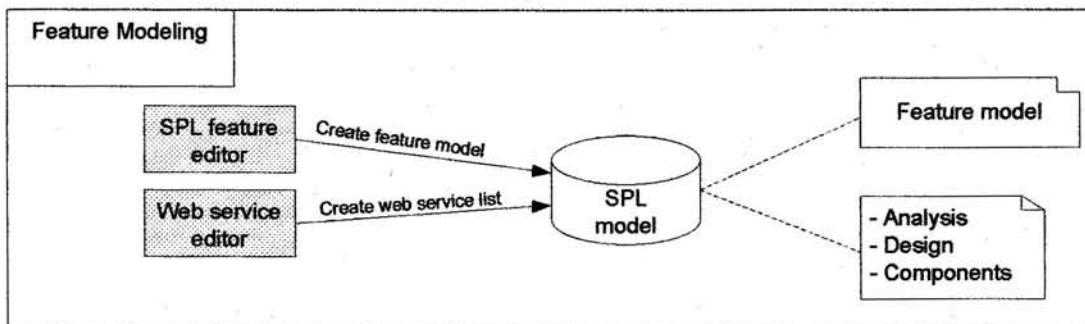 Feature Modeling
SPL feature
editor
Create feature model
Web service
editor
Create web service list
SPL
model
Feature model
- Analysis
- Design
- Components